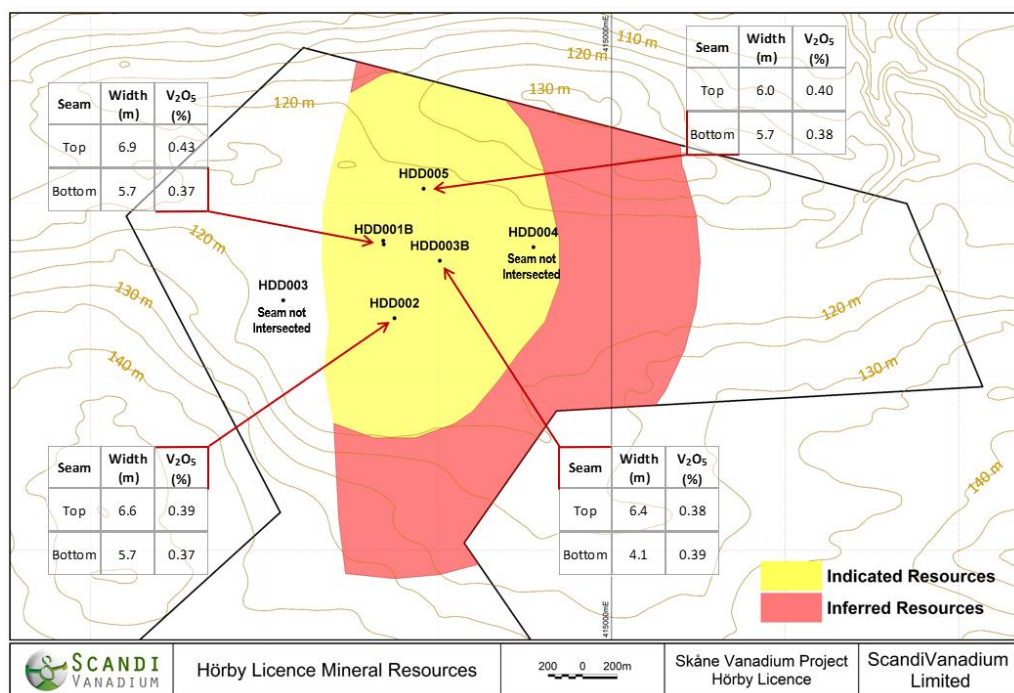 110 m
120 m
130 m
120 m
415000mE
Seam Width (m) V₂O₅ (%)
Top 6.9 0.43
Bottom 5.7 0.37
Seam Width (m) V₂O₅ (%)
Top 6.0 0.40
Bottom 5.7 0.38
HDD005
HDD001B
HDD003B
HDD004
Seam not
Intersected
HDD003
Seam not
Intersected
HDD002
120 m
130 m
140 m
120 m
130 m
140 m
Seam Width (m) V₂O₅ (%)
Top 6.6 0.39
Bottom 5.7 0.37
Seam Width (m) V₂O₅ (%)
Top 6.4 0.38
Bottom 4.1 0.39
415000mE
Indicated Resources
Inferred Resources
SCANDI
VANADIUM
Hörby Licence Mineral Resources
200 0 200m
Skåne Vanadium Project
Hörby Licence
ScandiVanadium
Limited